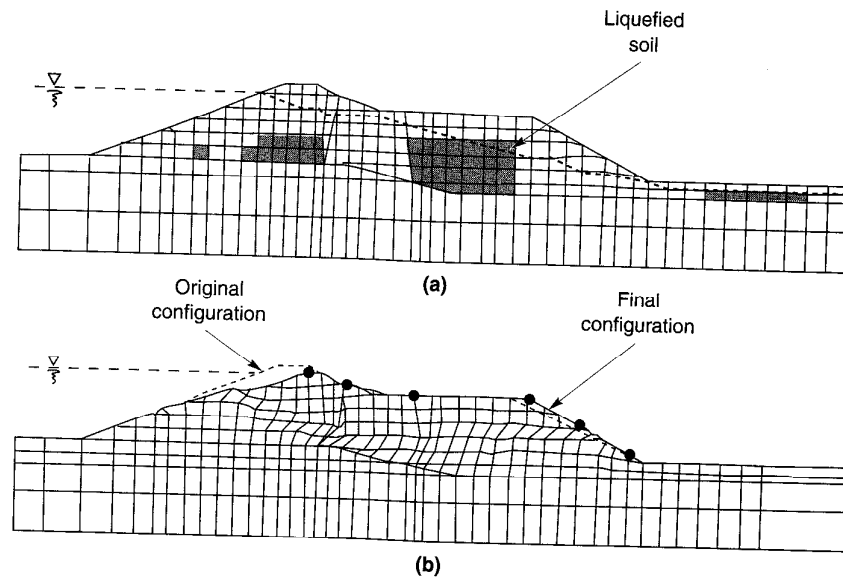 Liquefied
soil
(a)
Original
configuration
Final
configuration
(b)